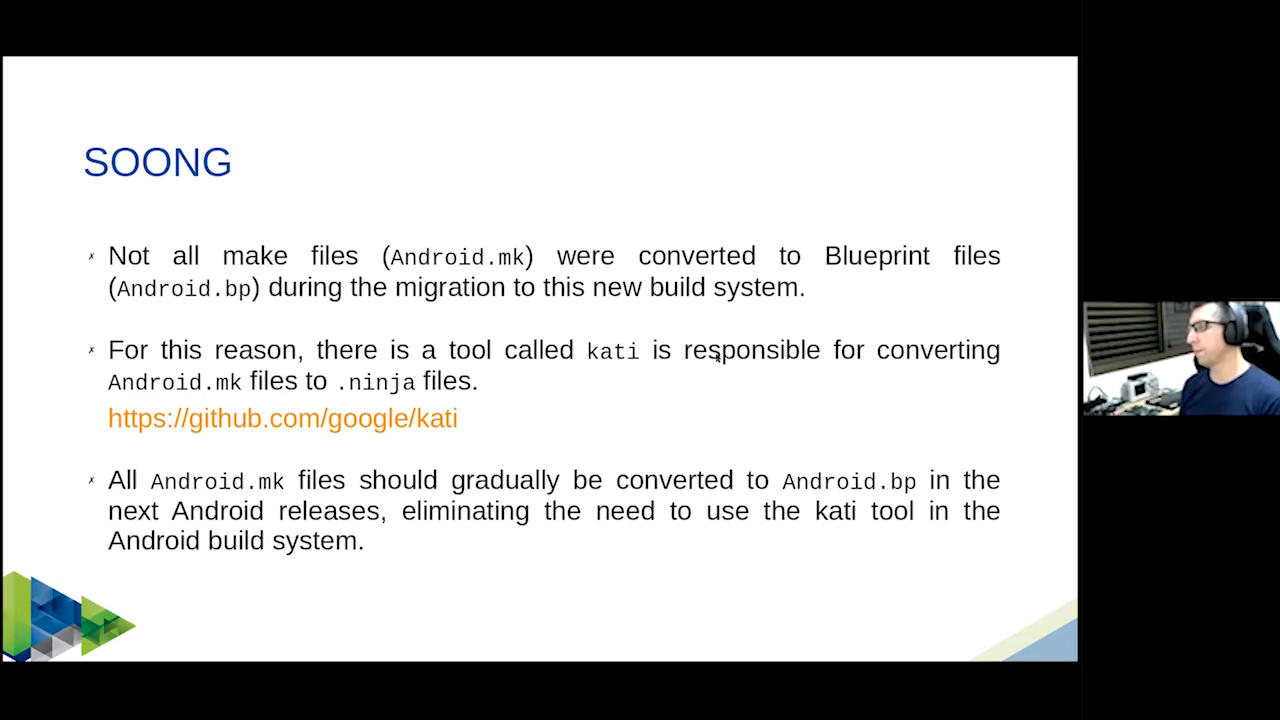 SOONG
✗ Not all make files (Android.mk) were converted to Blueprint files
(Android.bp) during the migration to this new build system.
✗ For this reason, there is a tool called kati is responsible for converting
Android.mk files to .ninja files.
https://github.com/google/kati
✗ All Android.mk files should gradually be converted to Android.bp in the
next Android releases, eliminating the need to use the kati tool in the
Android build system.